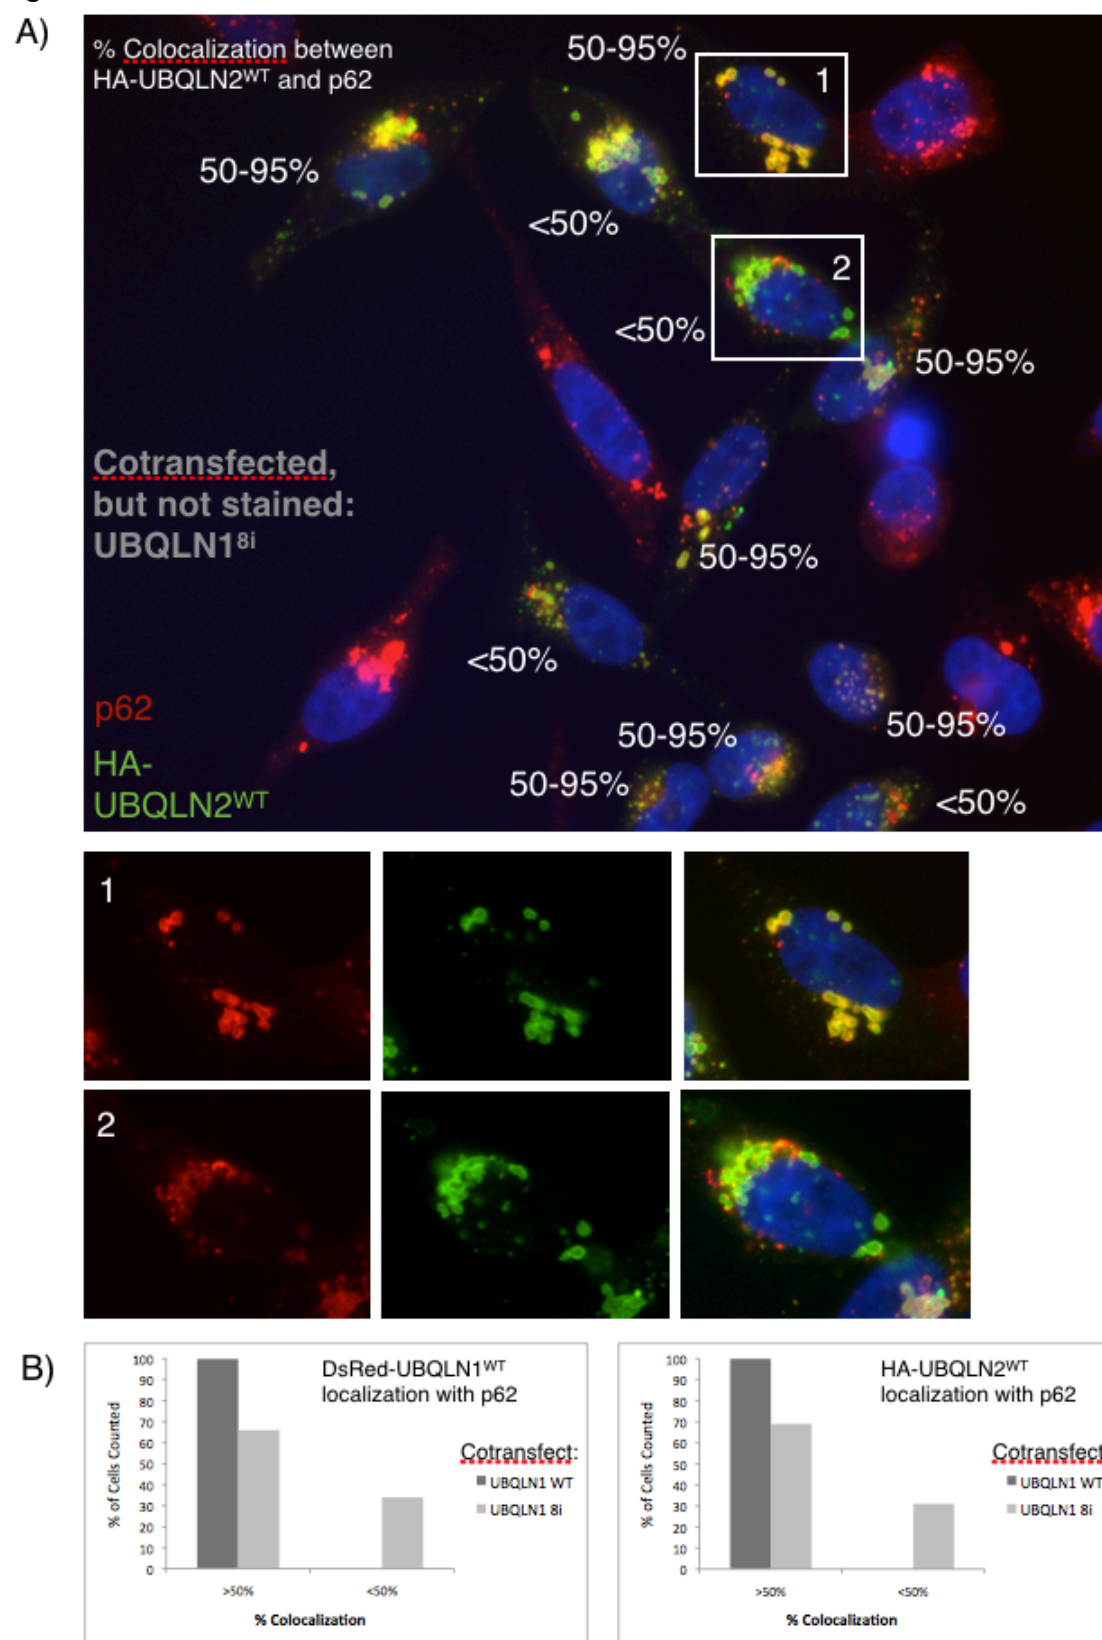 A)
% Colocalization between
HA-UBQLN2WT and p62
50-95%
1
50-95%
<50%
2
<50%
50-95%
Cotransfected,
but not stained:
UBQLN18i
50-95%
<50%
p62
50-95%
50-95%
HA-
UBQLN2WT
50-95%
<50%
1
2
B)
DsRed-UBQLN1WT
localization with p62
% of Cells Counted
100
90
80
70
60
50
40
30
20
10
0
Cotransfect:
UBQLN1 WT
UBQLN1 8i
>50%
<50%
% Colocalization
HA-UBQLN2WT
localization with p62
% of Cells Counted
100
90
80
70
60
50
40
30
20
10
0
Cotransfect
UBQLN1 WT
UBQLN1 8i
>50%
<50%
% Colocalization